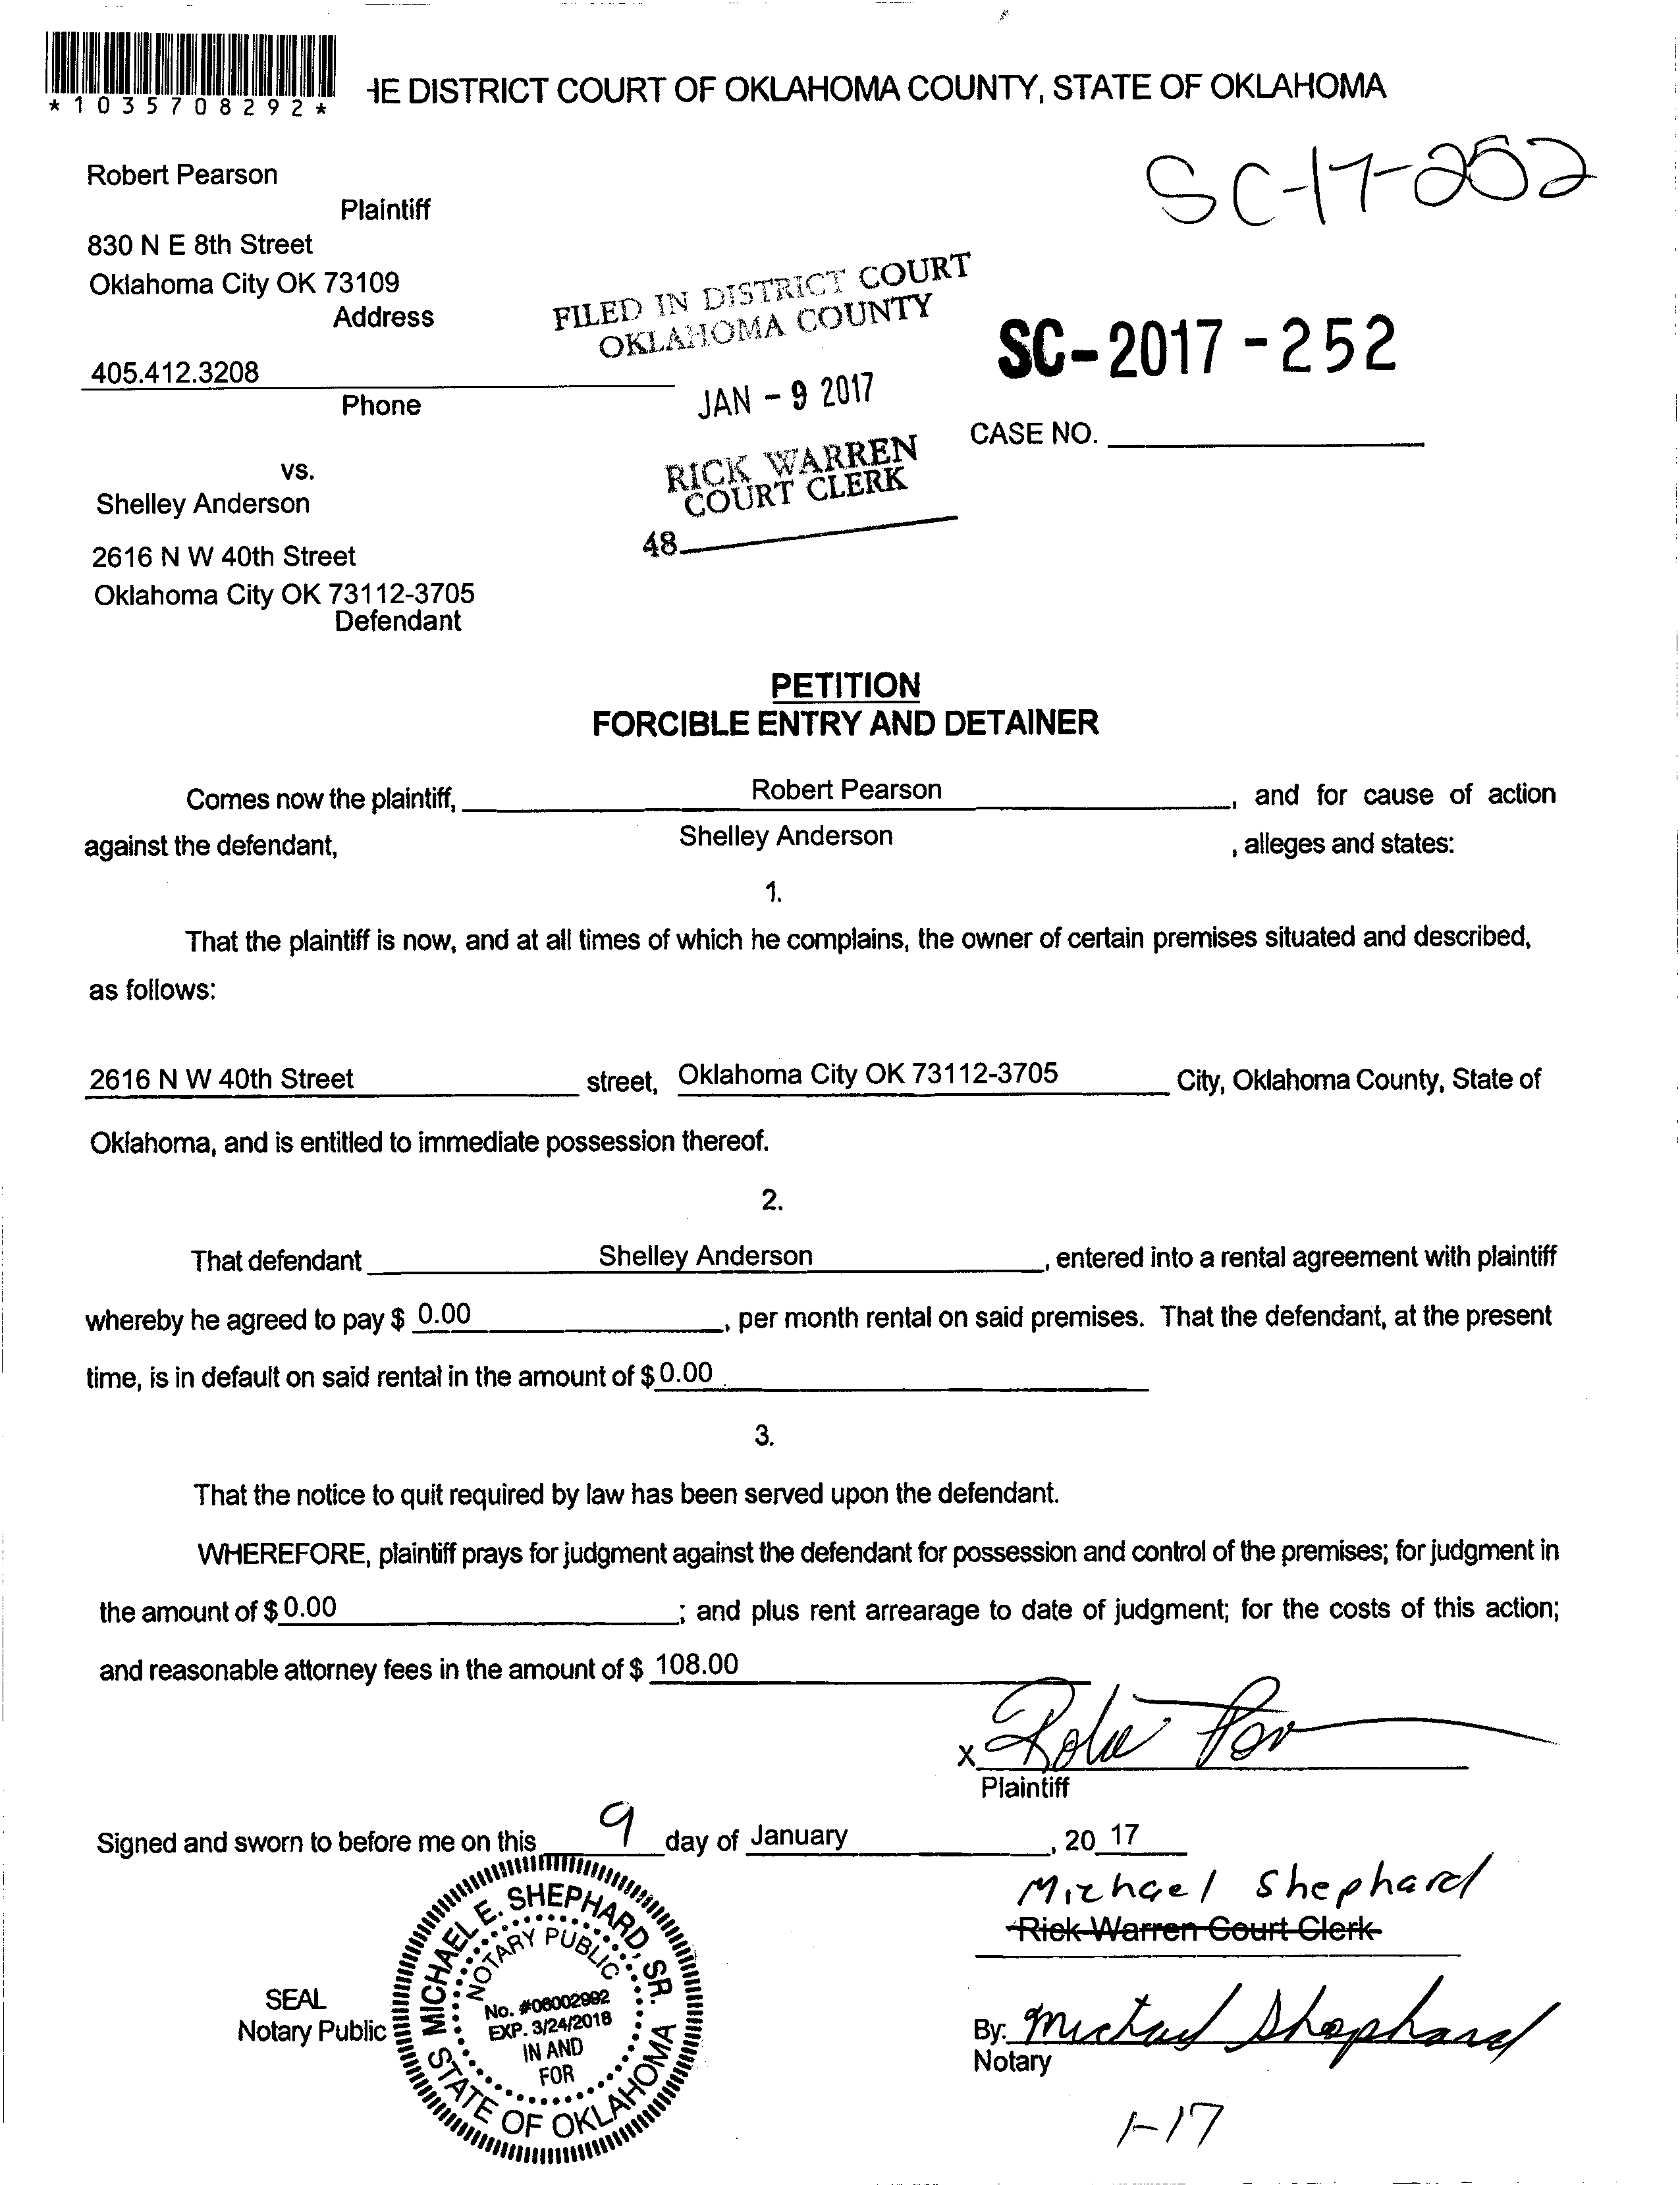 *1035708292*
HE DISTRICT COURT OF OKLAHOMA COUNTY, STATE OF OKLAHOMA
SC-17-252
Robert Pearson
Plaintiff
830 N E 8th Street
Oklahoma City OK 73109
Address
405.412.3208
Phone
FILED IN DISTRICT COURT
OKLAHOMA COUNTY
JAN - 9 2017
RICK WARREN
COURT CLERK
48
SC-2017-252
CASE NO.
vs.
Shelley Anderson
2616 N W 40th Street
Oklahoma City OK 73112-3705
Defendant
PETITION
FORCIBLE ENTRY AND DETAINER
Comes now the plaintiff, Robert Pearson, and for cause of action
against the defendant, Shelley Anderson, alleges and states:
1.
That the plaintiff is now, and at all times of which he complains, the owner of certain premises situated and described,
as follows:
2616 N W 40th Street street, Oklahoma City OK 73112-3705 City, Oklahoma County, State of
Oklahoma, and is entitled to immediate possession thereof.
2.
That defendant Shelley Anderson, entered into a rental agreement with plaintiff
whereby he agreed to pay $ 0.00, per month rental on said premises. That the defendant, at the present
time, is in default on said rental in the amount of $0.00.
3.
That the notice to quit required by law has been served upon the defendant.
WHEREFORE, plaintiff prays for judgment against the defendant for possession and control of the premises; for judgment in
the amount of $0.00; and plus rent arrearage to date of judgment; for the costs of this action;
and reasonable attorney fees in the amount of $ 108.00
x
Plaintiff
Signed and sworn to before me on this 9 day of January, 20 17
Michael Shephard
Rick Warren Court Clerk
SEAL
Notary Public
MICHAEL E. SHEPHARD, SR.
NOTARY PUBLIC
No. #06002992
EXP. 3/24/2018
IN AND
FOR
STATE OF OKLAHOMA
By: Michael Shephard
Notary
1-17